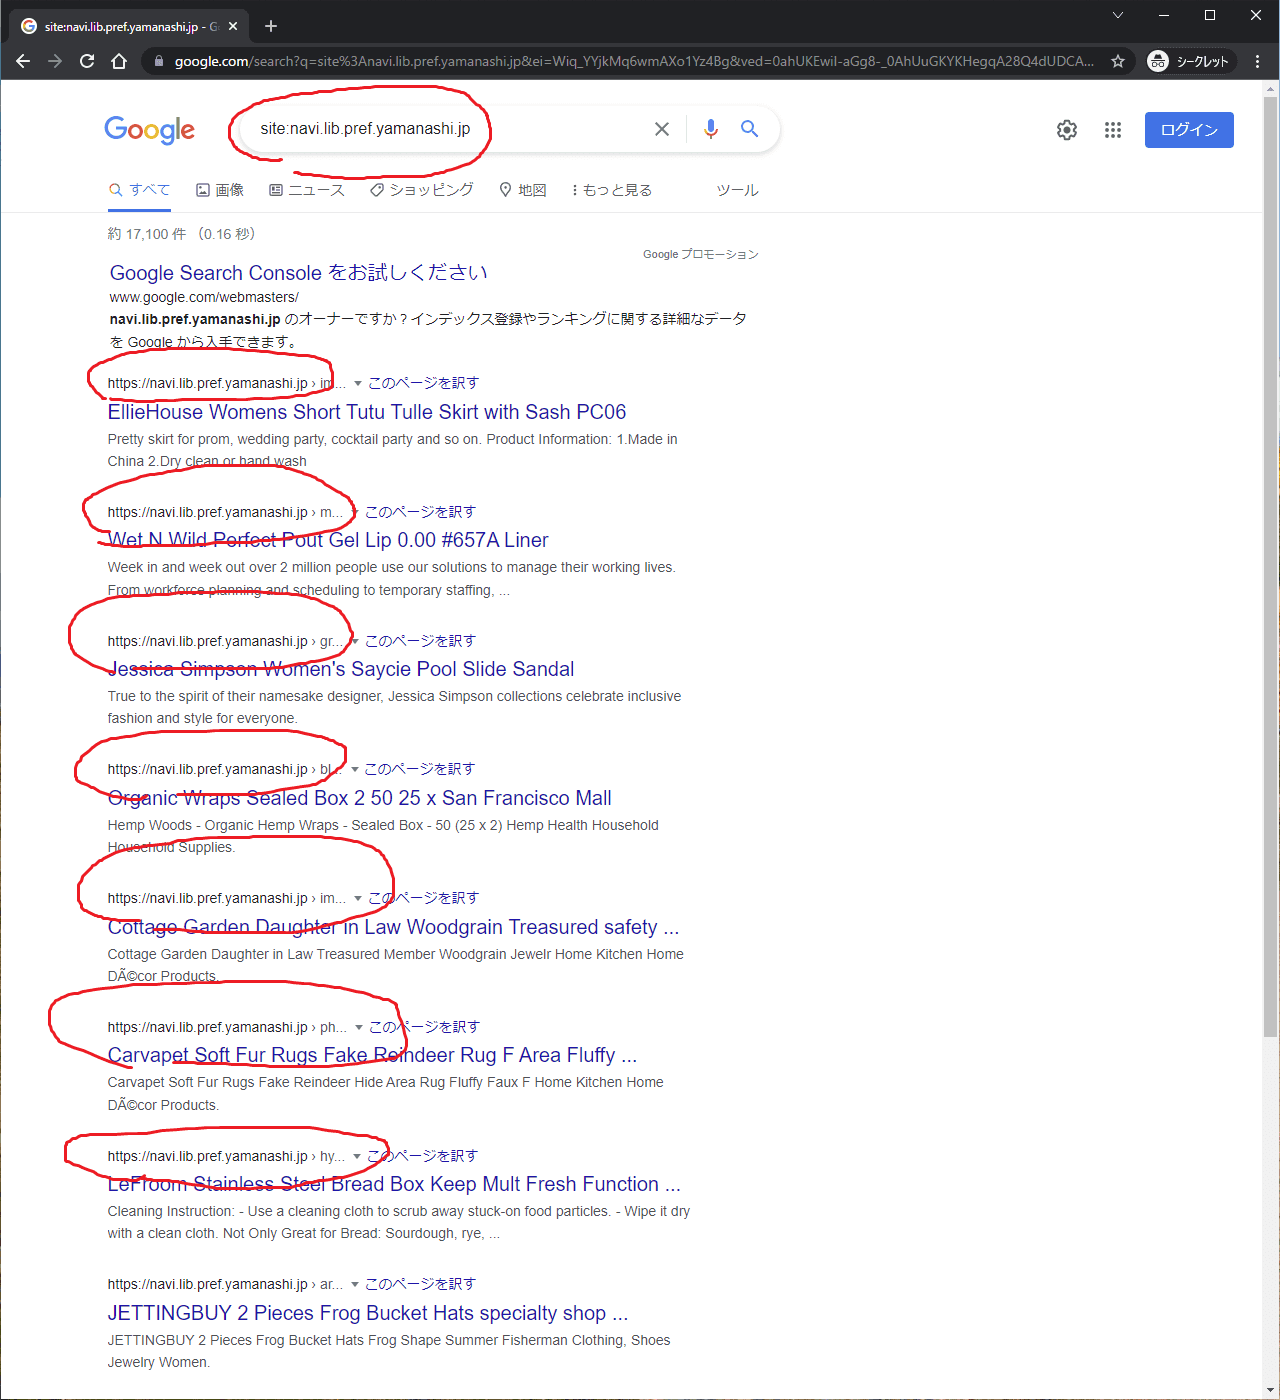 site:navi.lib.pref.yamanashi.jp - G
google.com/search?q=site%3Anavi.lib.pref.yamanashi.jp&ei=Wiq_YYjkMq6wmAXo1Yz4Bg&ved=0ahUKEwiI-aGg8-_0AhUuGKYKHegqA28Q4dUDCA...
シークレット
Google
site:navi.lib.pref.yamanashi.jp
ログイン
すべて 画像 ニュース ショッピング 地図 もっと見る ツール
約 17,100 件 （0.16 秒）
Google プロモーション
Google Search Console をお試しください
www.google.com/webmasters/
navi.lib.pref.yamanashi.jp のオーナーですか？インデックス登録やランキングに関する詳細なデータ
を Google から入手できます。
https://navi.lib.pref.yamanashi.jp › im... このページを訳す
EllieHouse Womens Short Tutu Tulle Skirt with Sash PC06
Pretty skirt for prom, wedding party, cocktail party and so on. Product Information: 1.Made in
China 2.Dry clean or hand wash
https://navi.lib.pref.yamanashi.jp › m... このページを訳す
Wet N Wild Perfect Pout Gel Lip 0.00 #657A Liner
Week in and week out over 2 million people use our solutions to manage their working lives.
From workforce planning and scheduling to temporary staffing, ...
https://navi.lib.pref.yamanashi.jp › gr... このページを訳す
Jessica Simpson Women's Saycie Pool Slide Sandal
True to the spirit of their namesake designer, Jessica Simpson collections celebrate inclusive
fashion and style for everyone.
https://navi.lib.pref.yamanashi.jp › bl... このページを訳す
Organic Wraps Sealed Box 2 50 25 x San Francisco Mall
Hemp Woods - Organic Hemp Wraps - Sealed Box - 50 (25 x 2) Hemp Health Household
Household Supplies.
https://navi.lib.pref.yamanashi.jp › im... このページを訳す
Cottage Garden Daughter in Law Woodgrain Treasured safety ...
Cottage Garden Daughter in Law Treasured Member Woodgrain Jewelr Home Kitchen Home
DÃ©cor Products.
https://navi.lib.pref.yamanashi.jp › ph... このページを訳す
Carvapet Soft Fur Rugs Fake Reindeer Rug F Area Fluffy ...
Carvapet Soft Fur Rugs Fake Reindeer Hide Area Rug Fluffy Faux F Home Kitchen Home
DÃ©cor Products.
https://navi.lib.pref.yamanashi.jp › hy... このページを訳す
LeFroom Stainless Steel Bread Box Keep Mult Fresh Function ...
Cleaning Instruction: - Use a cleaning cloth to scrub away stuck-on food particles. - Wipe it dry
with a clean cloth. Not Only Great for Bread: Sourdough, rye, ...
https://navi.lib.pref.yamanashi.jp › ar... このページを訳す
JETTINGBUY 2 Pieces Frog Bucket Hats specialty shop ...
JETTINGBUY 2 Pieces Frog Bucket Hats Frog Shape Summer Fisherman Clothing, Shoes
Jewelry Women.